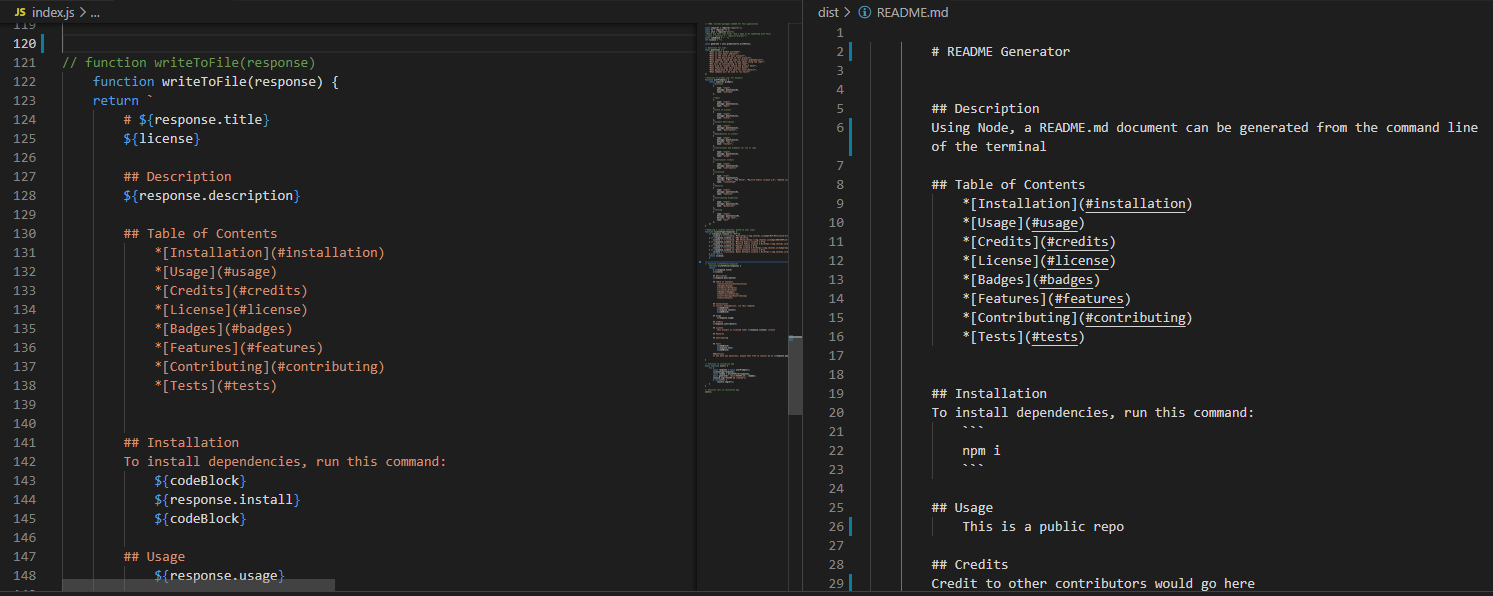 JS index.js > ...
119
120
121 // function writeToFile(response)
122 function writeToFile(response) {
123 return `
124 # ${response.title}
125 ${license}
126
127 ## Description
128 ${response.description}
129
130 ## Table of Contents
131 *[Installation](#installation)
132 *[Usage](#usage)
133 *[Credits](#credits)
134 *[License](#license)
135 *[Badges](#badges)
136 *[Features](#features)
137 *[Contributing](#contributing)
138 *[Tests](#tests)
139
140
141 ## Installation
142 To install dependencies, run this command:
143 ${codeBlock}
144 ${response.install}
145 ${codeBlock}
146
147 ## Usage
148 ${response.usage}
dist > README.md
1
2 # README Generator
3
4
5 ## Description
6 Using Node, a README.md document can be generated from the command line
of the terminal
7
8 ## Table of Contents
9 *[Installation](#installation)
10 *[Usage](#usage)
11 *[Credits](#credits)
12 *[License](#license)
13 *[Badges](#badges)
14 *[Features](#features)
15 *[Contributing](#contributing)
16 *[Tests](#tests)
17
18
19 ## Installation
20 To install dependencies, run this command:
21 ```
22 npm i
23 ```
24
25 ## Usage
26 This is a public repo
27
28 ## Credits
29 Credit to other contributors would go here